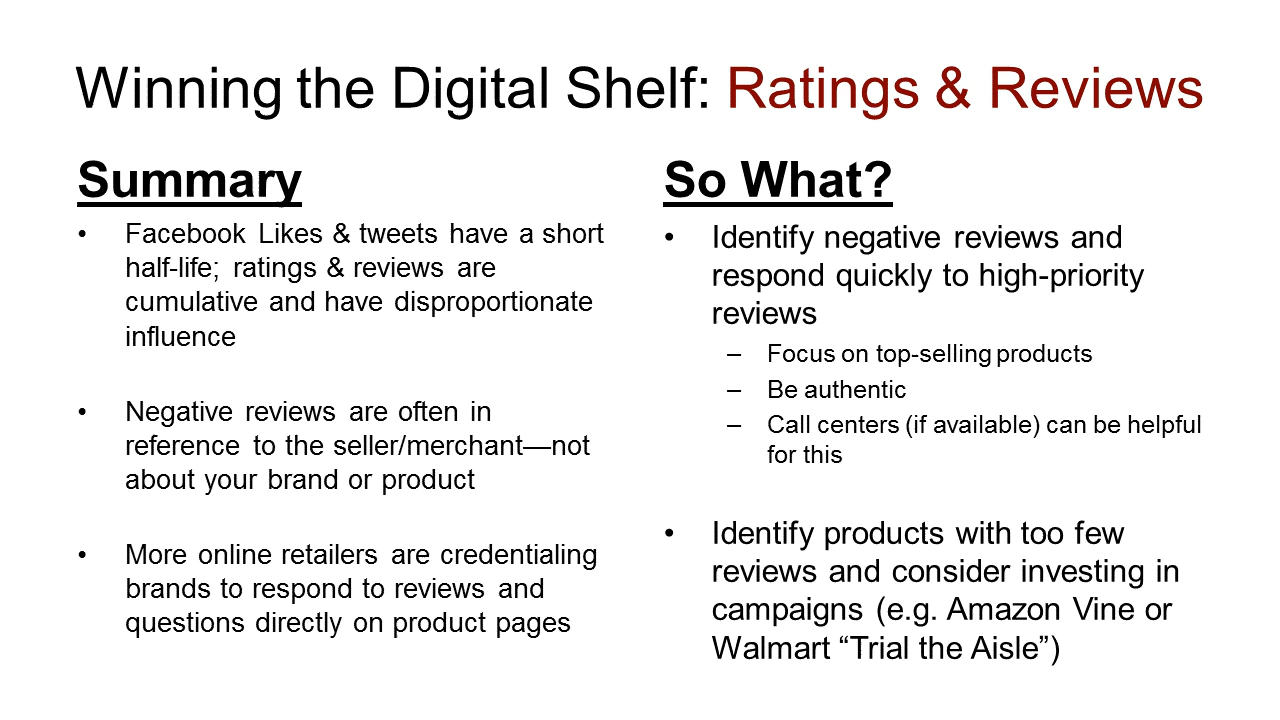 Winning the Digital Shelf: Ratings & Reviews
Summary
• Facebook Likes & tweets have a short
half-life; ratings & reviews are
cumulative and have disproportionate
influence
• Negative reviews are often in
reference to the seller/merchant—not
about your brand or product
• More online retailers are credentialing
brands to respond to reviews and
questions directly on product pages
So What?
• Identify negative reviews and
respond quickly to high-priority
reviews
– Focus on top-selling products
– Be authentic
– Call centers (if available) can be helpful
for this
• Identify products with too few
reviews and consider investing in
campaigns (e.g. Amazon Vine or
Walmart “Trial the Aisle”)